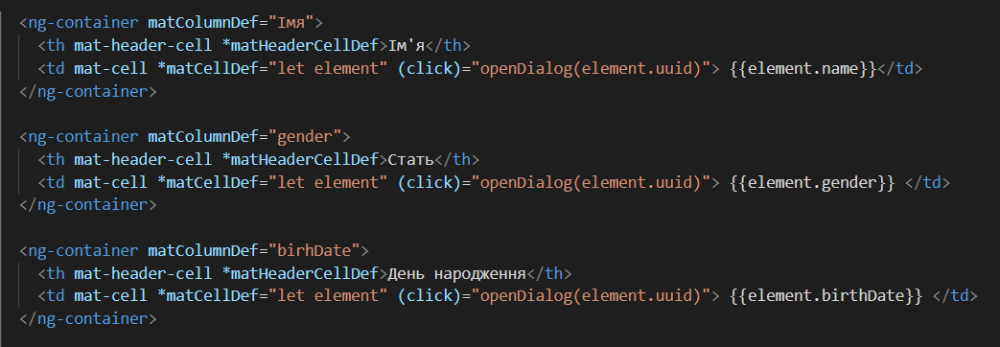 <ng-container matColumnDef="Імя">
<th mat-header-cell *matHeaderCellDef>Ім'я</th>
<td mat-cell *matCellDef="let element" (click)="openDialog(element.uuid)"> {{element.name}}</td>
</ng-container>
<ng-container matColumnDef="gender">
<th mat-header-cell *matHeaderCellDef>Стать</th>
<td mat-cell *matCellDef="let element" (click)="openDialog(element.uuid)"> {{element.gender}} </td>
</ng-container>
<ng-container matColumnDef="birhDate">
<th mat-header-cell *matHeaderCellDef>День народження</th>
<td mat-cell *matCellDef="let element" (click)="openDialog(element.uuid)"> {{element.birthDate}} </td>
</ng-container>